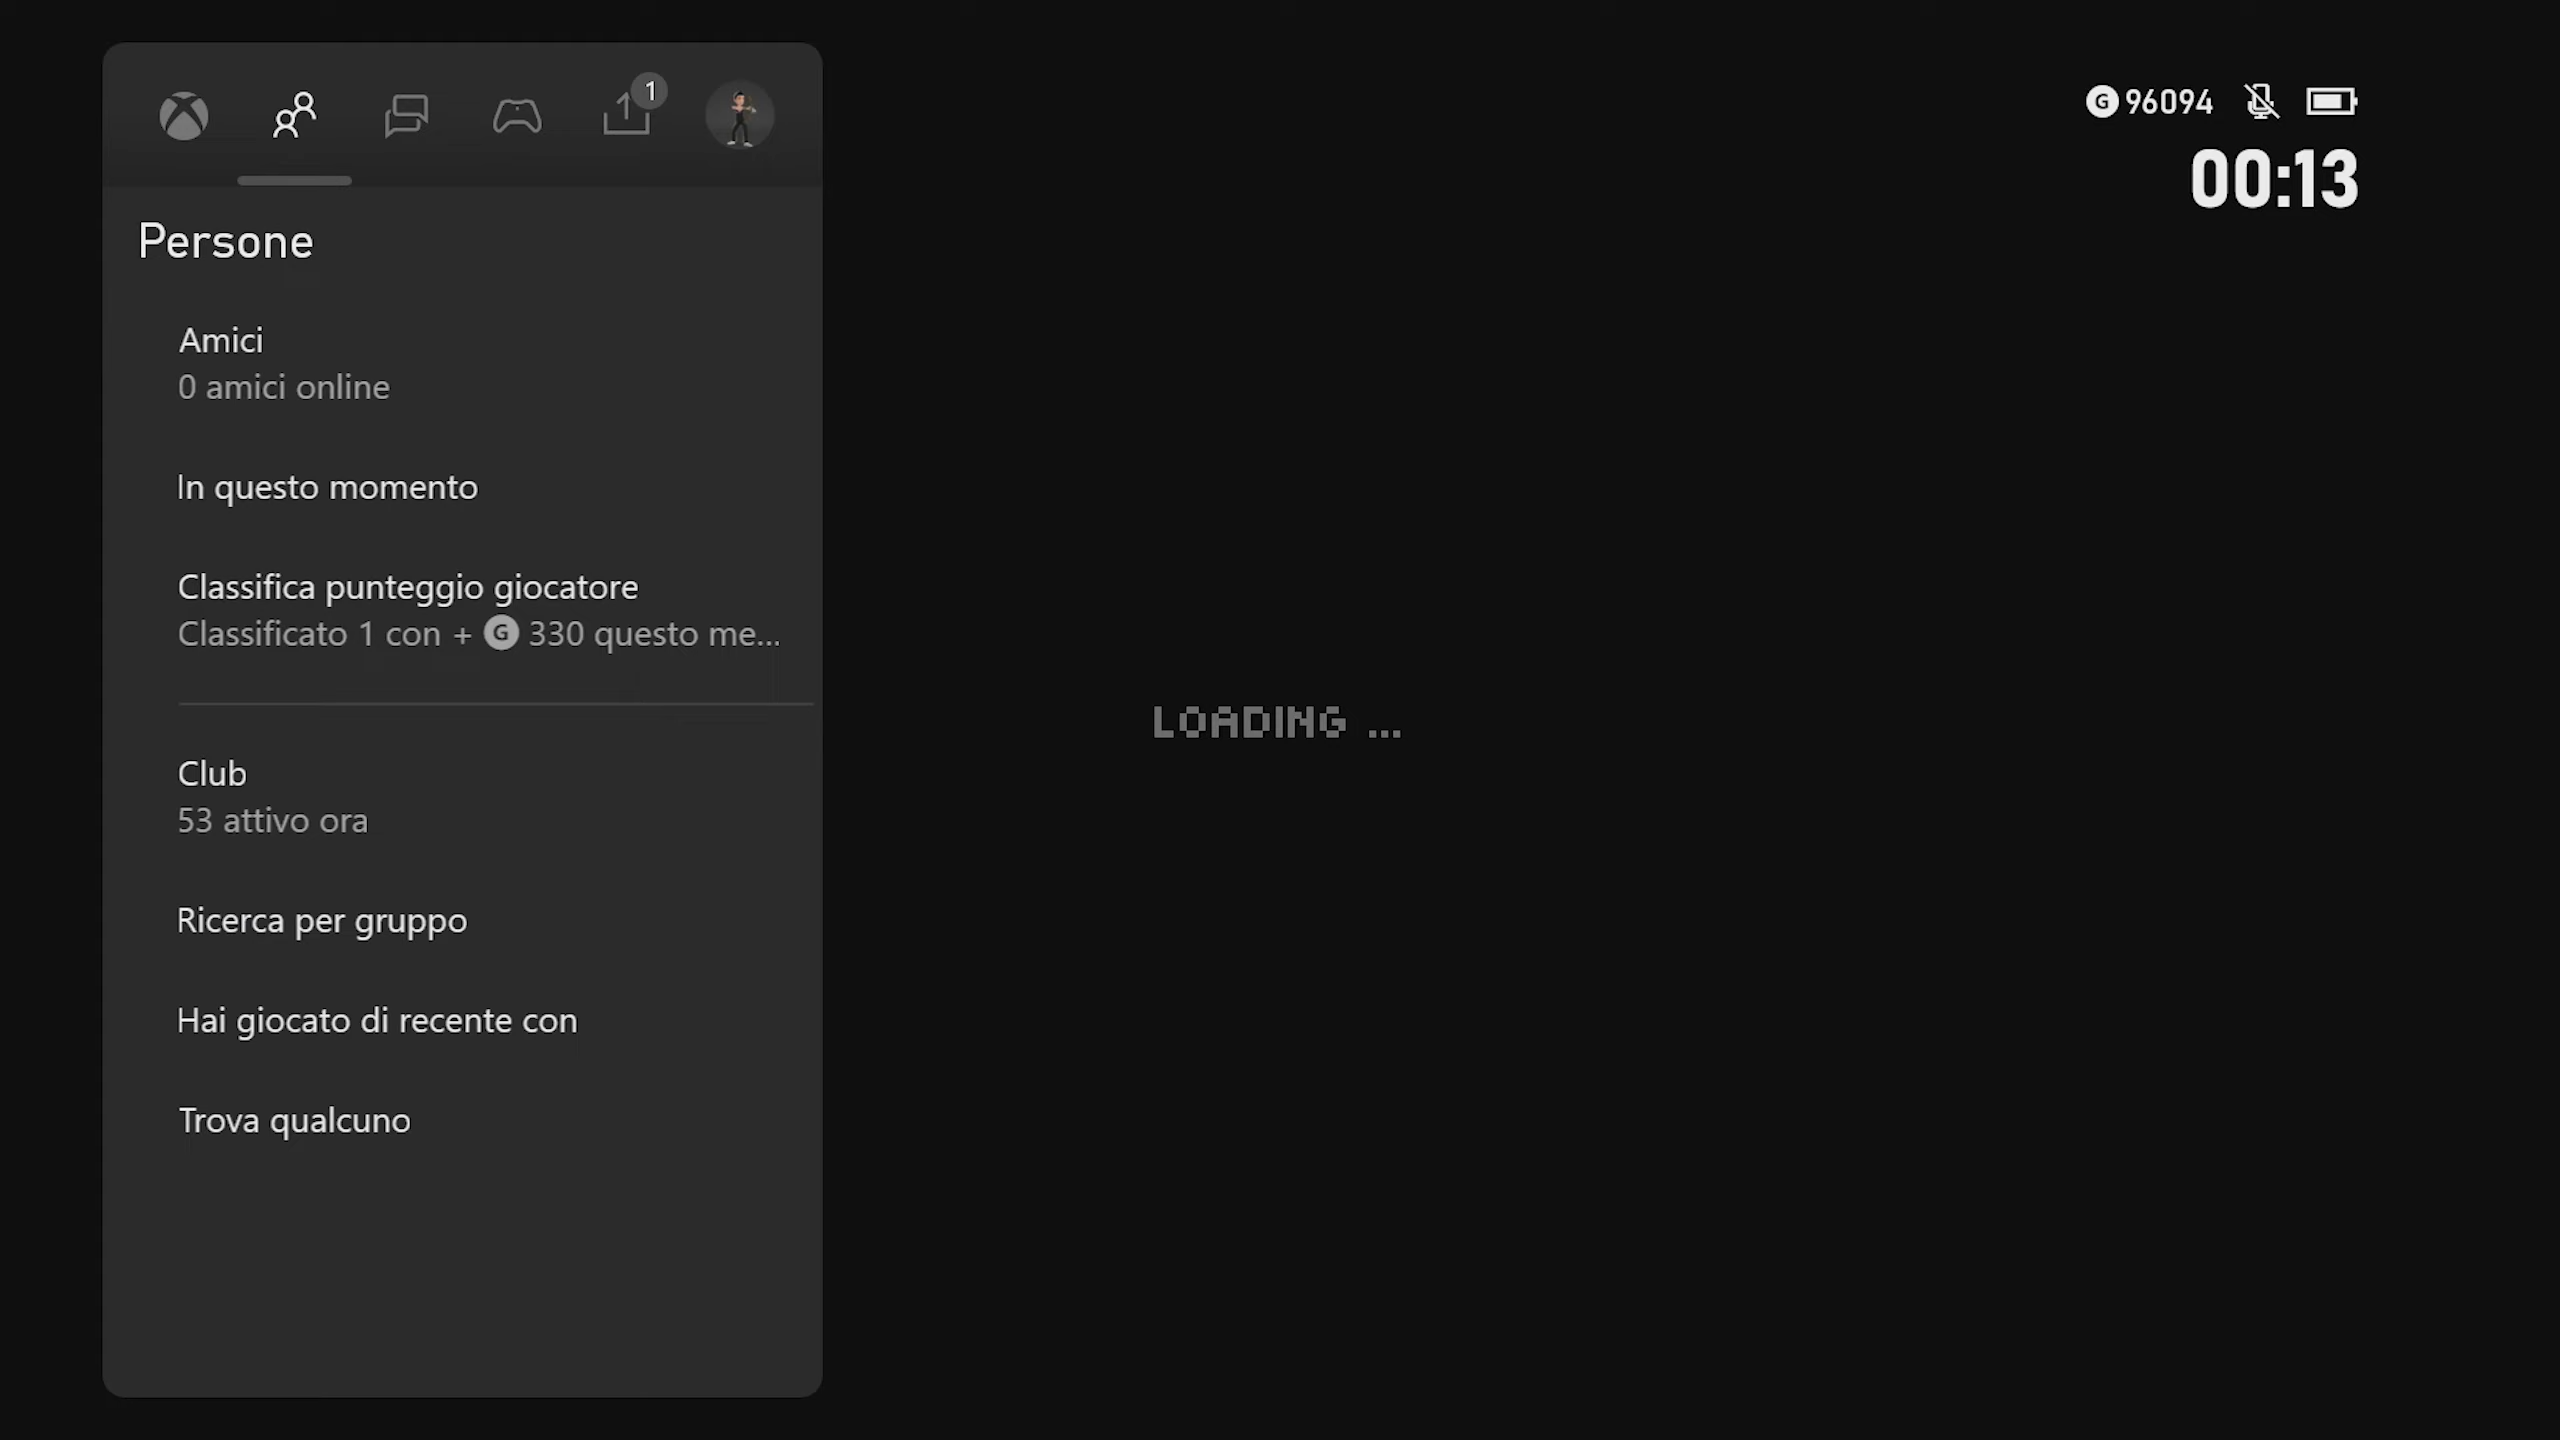 1
G 96094
00:13
Persone
Amici
0 amici online
In questo momento
Classifica punteggio giocatore
Classificato 1 con + G 330 questo me...
LOADING ...
Club
53 attivo ora
Ricerca per gruppo
Hai giocato di recente con
Trova qualcuno